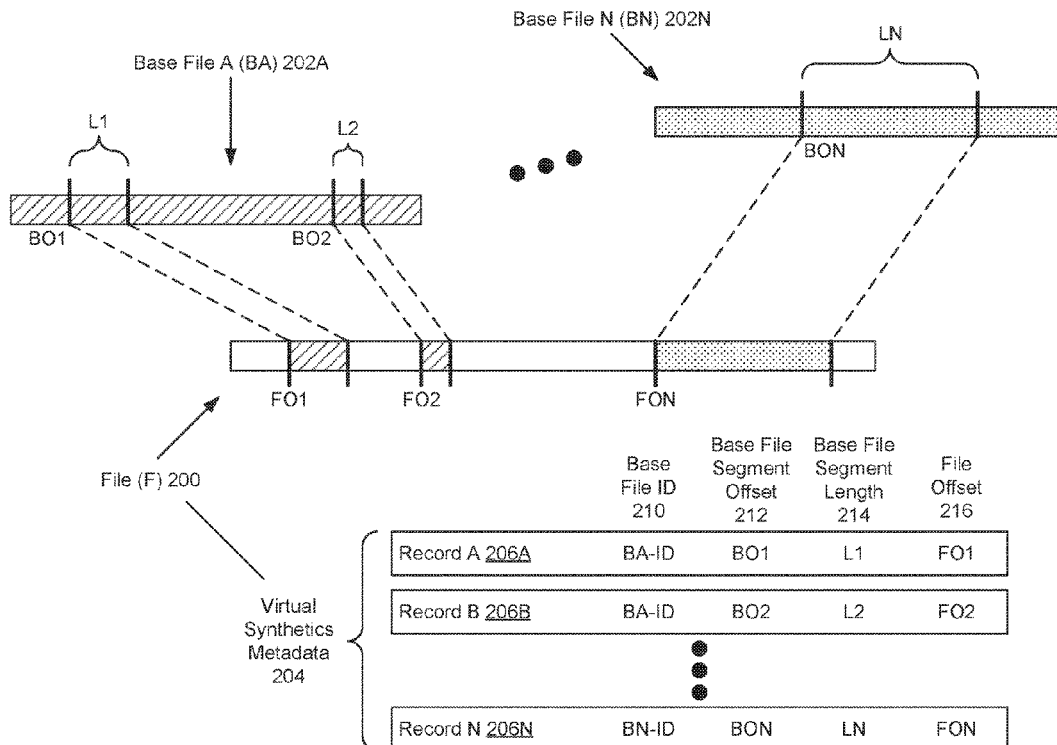 Base File N (BN) 202N
LN
Base File A (BA) 202A
L1
L2
BON
BO1
BO2
FO1
FO2
FON
File (F) 200
Base File ID 210
Base File Segment Offset 212
Base File Segment Length 214
File Offset 216
Record A 206A BA-ID BO1 L1 FO1
Record B 206B BA-ID BO2 L2 FO2
Virtual Synthetics Metadata 204
Record N 206N BN-ID BON LN FON